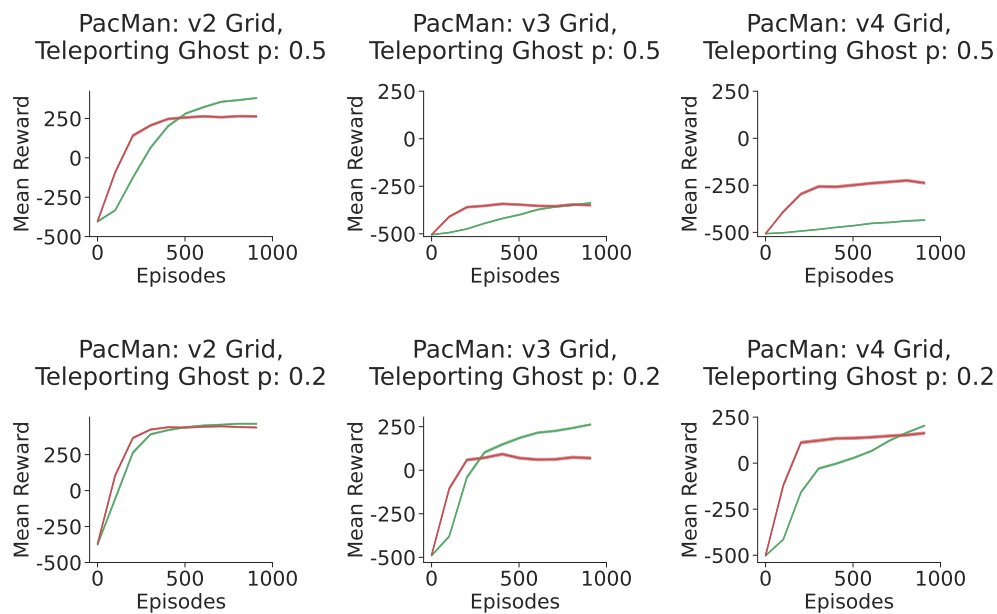 PacMan: v2 Grid,
Teleporting Ghost p: 0.5
Mean Reward
250
0
-250
-500
0
500
1000
Episodes
PacMan: v3 Grid,
Teleporting Ghost p: 0.5
Mean Reward
250
0
-250
-500
0
500
1000
Episodes
PacMan: v4 Grid,
Teleporting Ghost p: 0.5
Mean Reward
250
0
-250
-500
0
500
1000
Episodes
PacMan: v2 Grid,
Teleporting Ghost p: 0.2
Mean Reward
250
0
-250
-500
0
500
1000
Episodes
PacMan: v3 Grid,
Teleporting Ghost p: 0.2
Mean Reward
250
0
-250
-500
0
500
1000
Episodes
PacMan: v4 Grid,
Teleporting Ghost p: 0.2
Mean Reward
250
0
-250
-500
0
500
1000
Episodes